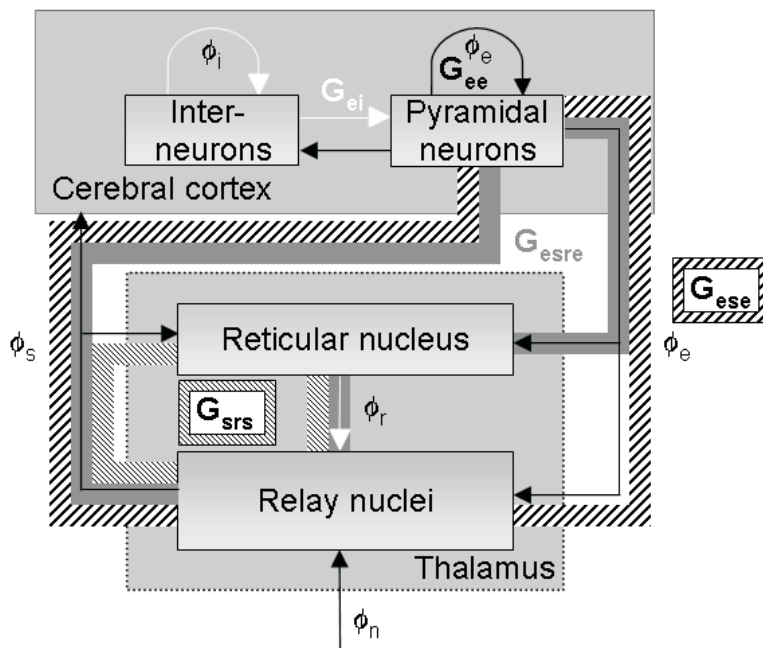 ϕi
ϕe
Gee
Gei
Inter-
neurons
Pyramidal
neurons
Cerebral cortex
Gesre
Gese
ϕs
Reticular nucleus
ϕe
Gsrs
ϕr
Relay nuclei
Thalamus
ϕn